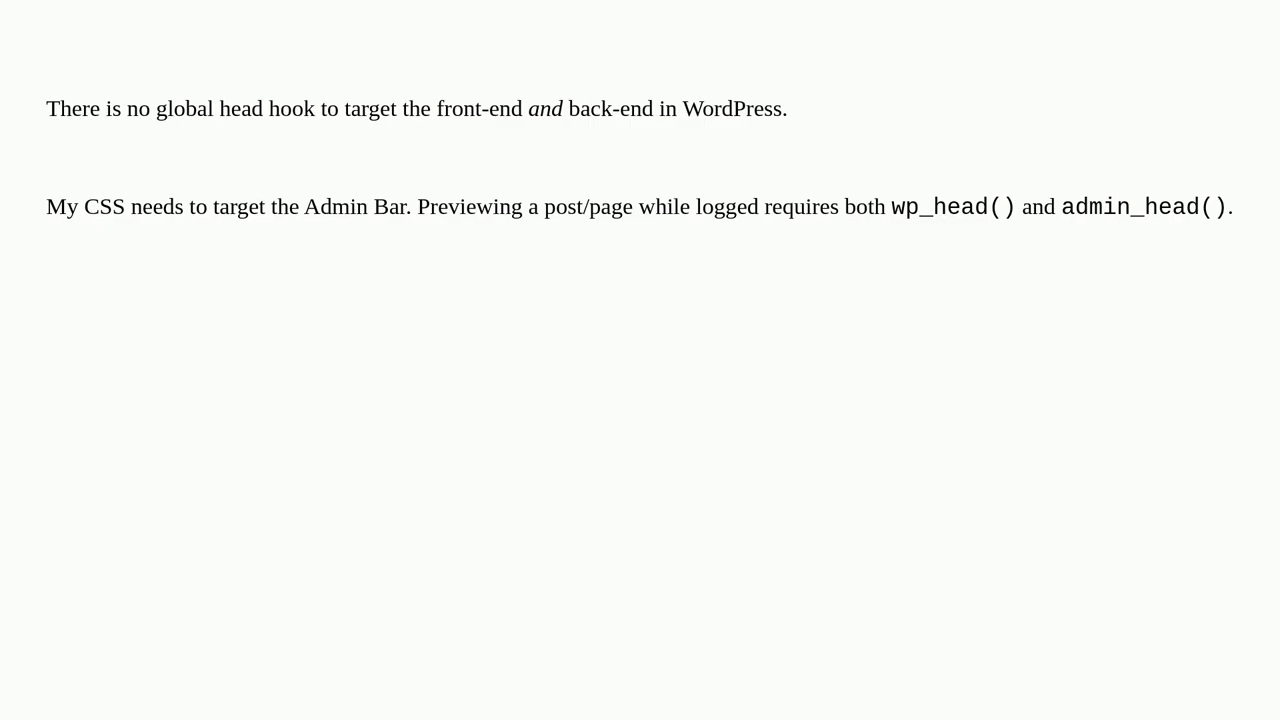 There is no global head hook to target the front-end and back-end in WordPress.
My CSS needs to target the Admin Bar. Previewing a post/page while logged requires both wp_head() and admin_head().